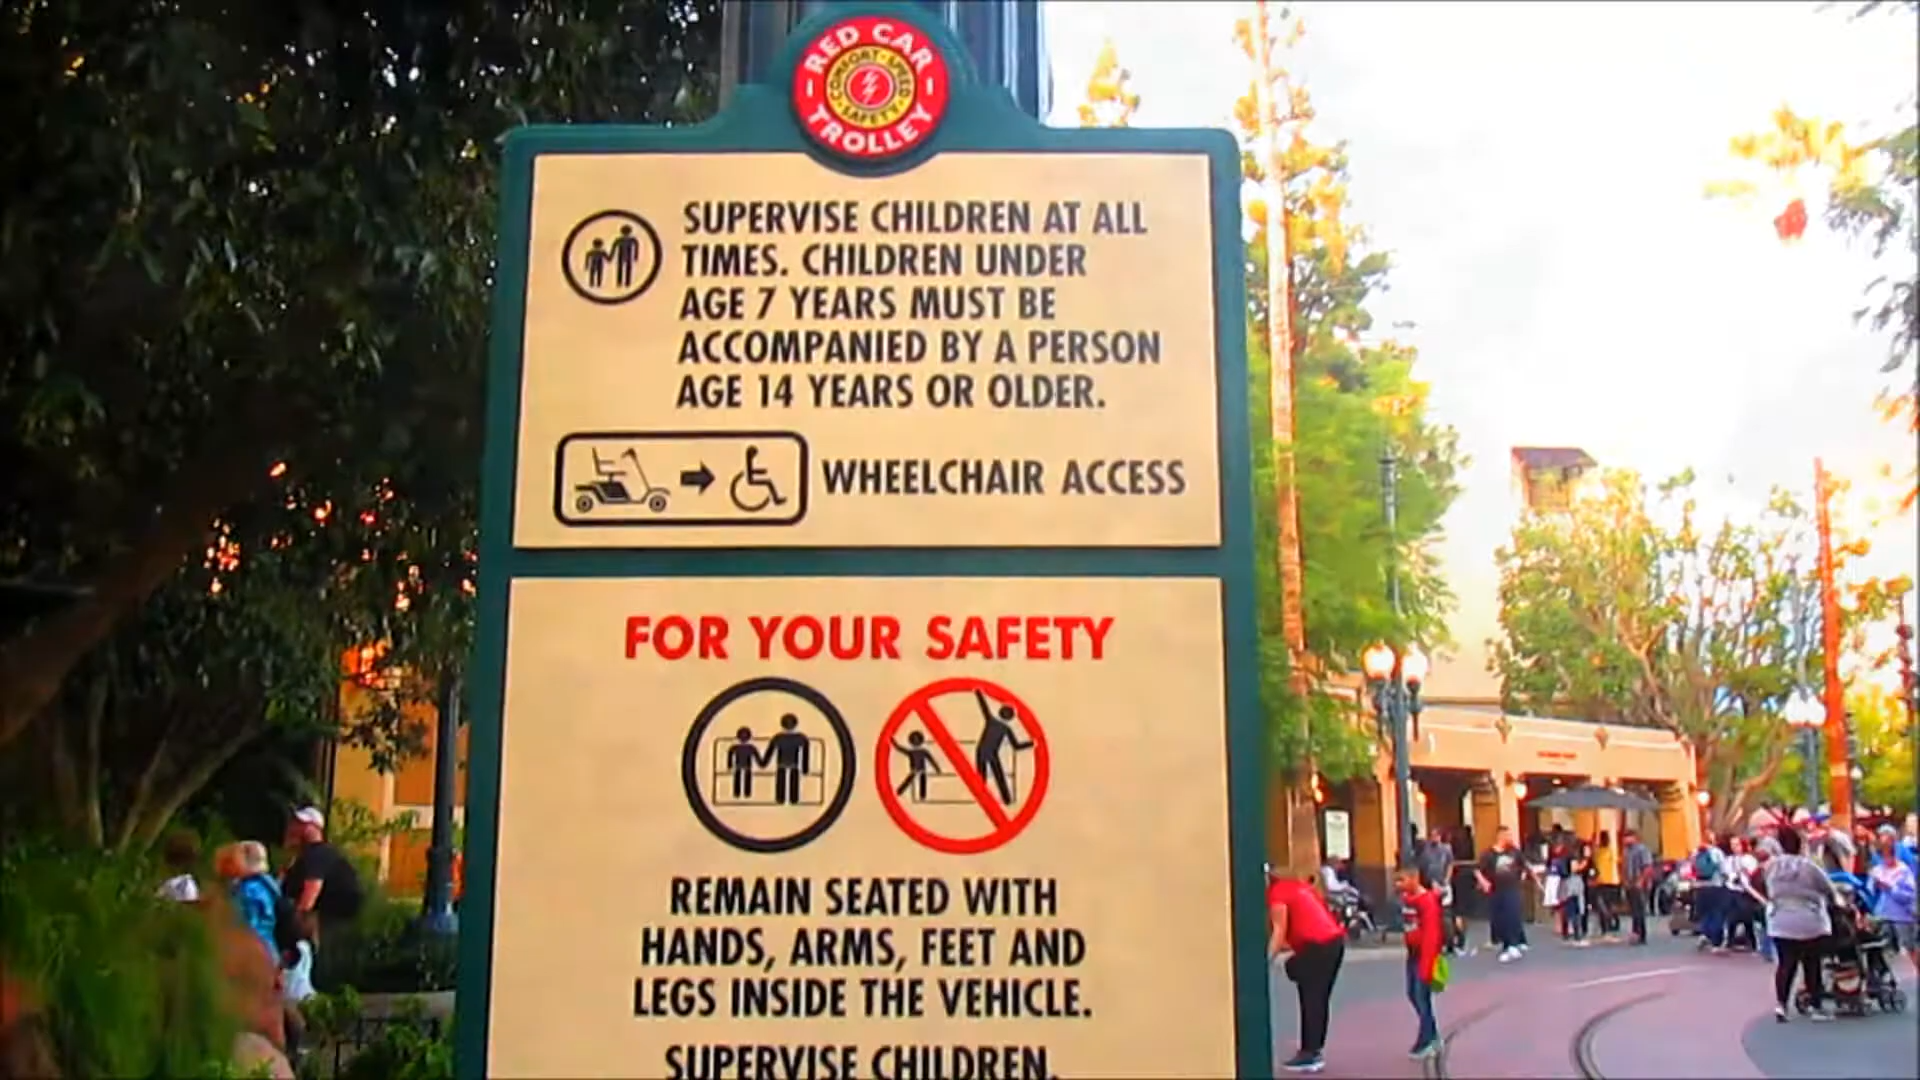 RED CAR
COMFORT · SPEED
SAFETY
TROLLEY
SUPERVISE CHILDREN AT ALL
TIMES. CHILDREN UNDER
AGE 7 YEARS MUST BE
ACCOMPANIED BY A PERSON
AGE 14 YEARS OR OLDER.
WHEELCHAIR ACCESS
FOR YOUR SAFETY
REMAIN SEATED WITH
HANDS, ARMS, FEET AND
LEGS INSIDE THE VEHICLE.
SUPERVISE CHILDREN.